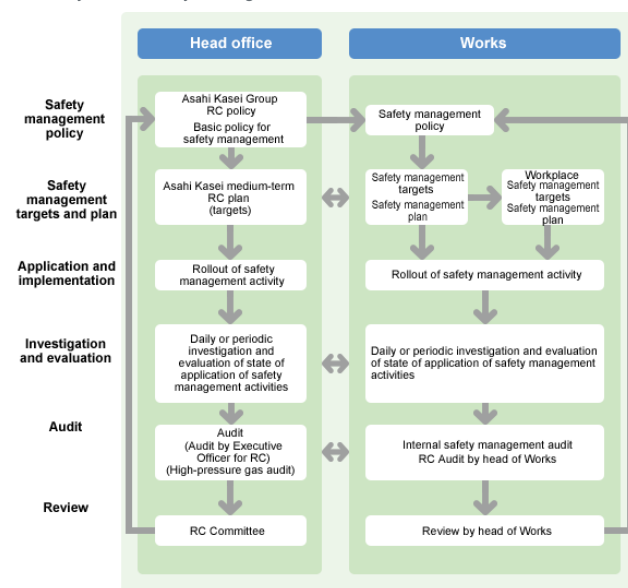 Head office
Works
Safety
management
policy
Asahi Kasei Group
RC policy
Basic policy for
safety management
Safety management
policy
Safety
management
targets and plan
Asahi Kasei medium-term
RC plan
(targets)
Safety management
targets
Safety management
plan
Workplace
Safety management
targets
Safety management
plan
Application and
implementation
Rollout of safety
management activity
Rollout of safety management activity
Investigation
and evaluation
Daily or periodic
investigation and
evaluation of state of
application of safety
management activities
Daily or periodic investigation and evaluation
of state of application of safety management
activities
Audit
Audit
(Audit by Executive
Officer for RC)
(High-pressure gas audit)
Internal safety management audit
RC Audit by head of Works
Review
RC Committee
Review by head of Works